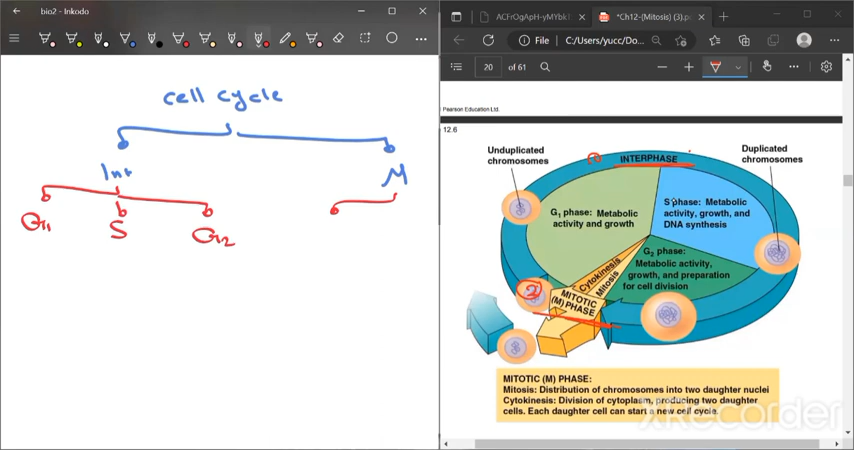 bio2 - Inkodo
cell cycle
Int
M
G1
S
G2
ACFrOgApH-yMYbk
*Ch12-(Mitosis) (3).p
File
C:/Users/yucc/Do...
20 of 61
Pearson Education Ltd.
12.6
Unduplicated
chromosomes
1
INTERPHASE
Duplicated
chromosomes
G1 phase: Metabolic
activity and growth
S phase: Metabolic
activity, growth, and
DNA synthesis
G2 phase:
Metabolic activity,
growth, and preparation
for cell division
Cytokinesis
Mitosis
2
MITOTIC
(M) PHASE
MITOTIC (M) PHASE:
Mitosis: Distribution of chromosomes into two daughter nuclei
Cytokinesis: Division of cytoplasm, producing two daughter
cells. Each daughter cell can start a new cell cycle.
XRecorder